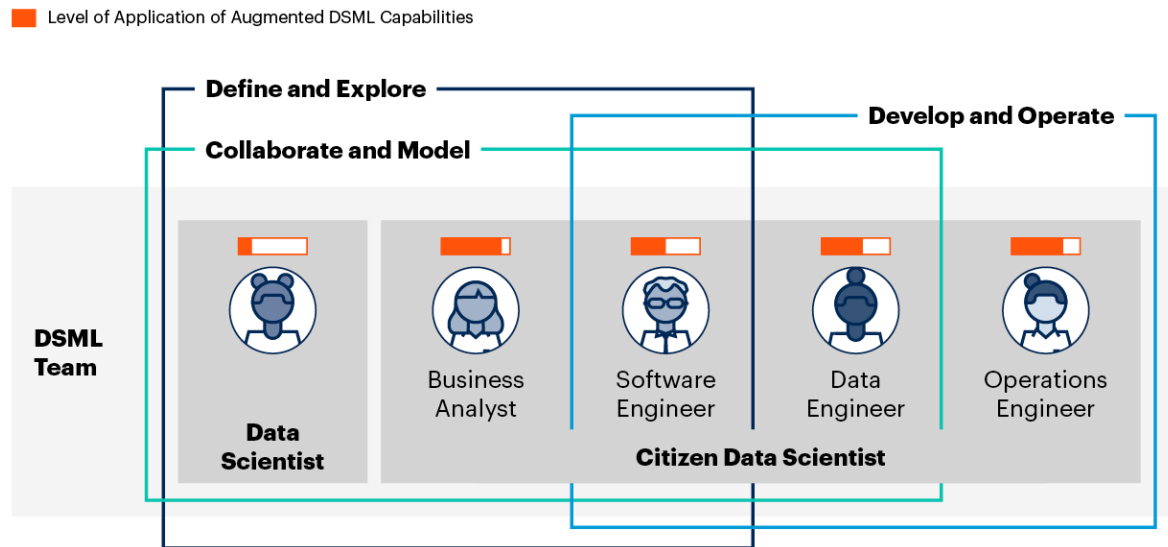 Level of Application of Augmented DSML Capabilities
Define and Explore
Develop and Operate
Collaborate and Model
DSML
Team
Business
Analyst
Software
Engineer
Data
Engineer
Operations
Engineer
Data
Scientist
Citizen Data Scientist